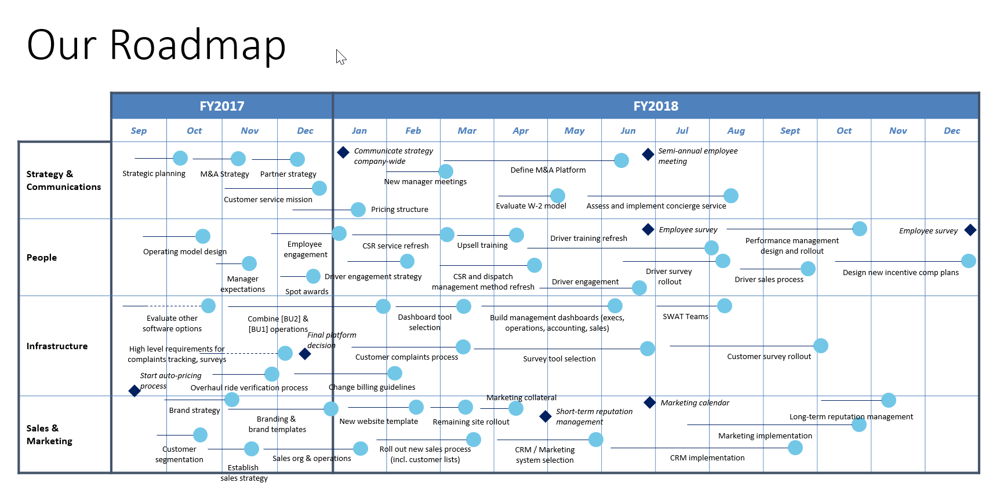 Our Roadmap
FY2017
FY2018
Sep
Oct
Nov
Dec
Jan
Feb
Mar
Apr
May
Jun
Jul
Aug
Sept
Oct
Nov
Dec
Strategy &
Communications
Strategic planning
M&A Strategy
Partner strategy
Customer service mission
Pricing structure
Communicate strategy
company-wide
New manager meetings
Define M&A Platform
Evaluate W-2 model
Assess and implement concierge service
Semi-annual employee
meeting
People
Operating model design
Manager
expectations
Employee
engagement
Spot awards
CSR service refresh
Driver engagement strategy
Upsell training
CSR and dispatch
management method refresh
Driver training refresh
Driver engagement
Employee survey
Driver survey
rollout
Performance management
design and rollout
Driver sales process
Employee survey
Design new incentive comp plans
Infrastructure
Evaluate other
software options
Combine [BU2] &
[BU1] operations
Final platform
decision
High level requirements for
complaints tracking, surveys
Start auto-pricing
process
Overhaul ride verification process
Change billing guidelines
Dashboard tool
selection
Customer complaints process
Build management dashboards (execs,
operations, accounting, sales)
Survey tool selection
SWAT Teams
Customer survey rollout
Sales &
Marketing
Brand strategy
Branding &
brand templates
Customer
segmentation
Establish
sales strategy
Sales org & operations
New website template
Remaining site rollout
Marketing collateral
Roll out new sales process
(incl. customer lists)
Short-term reputation
management
CRM / Marketing
system selection
Marketing calendar
Long-term reputation management
Marketing implementation
CRM implementation